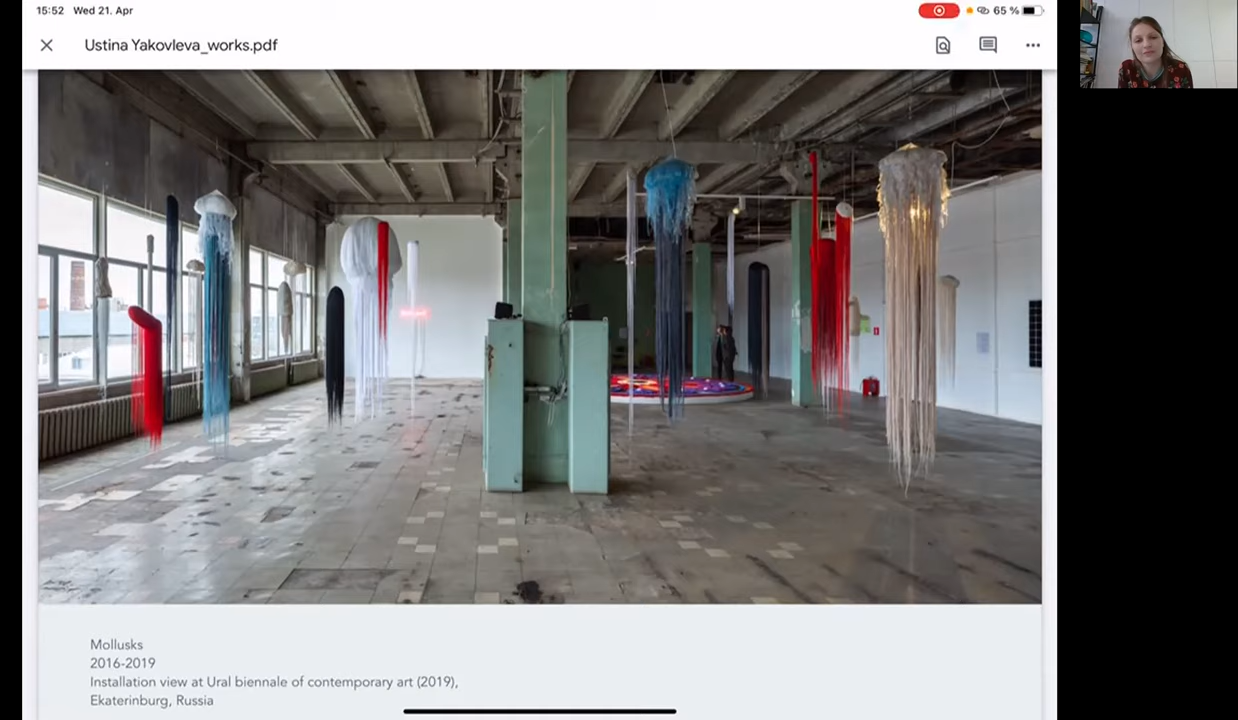 15:52 Wed 21. Apr
65 %
Ustina Yakovleva_works.pdf
Mollusks
2016-2019
Installation view at Ural biennale of contemporary art (2019),
Ekaterinburg, Russia